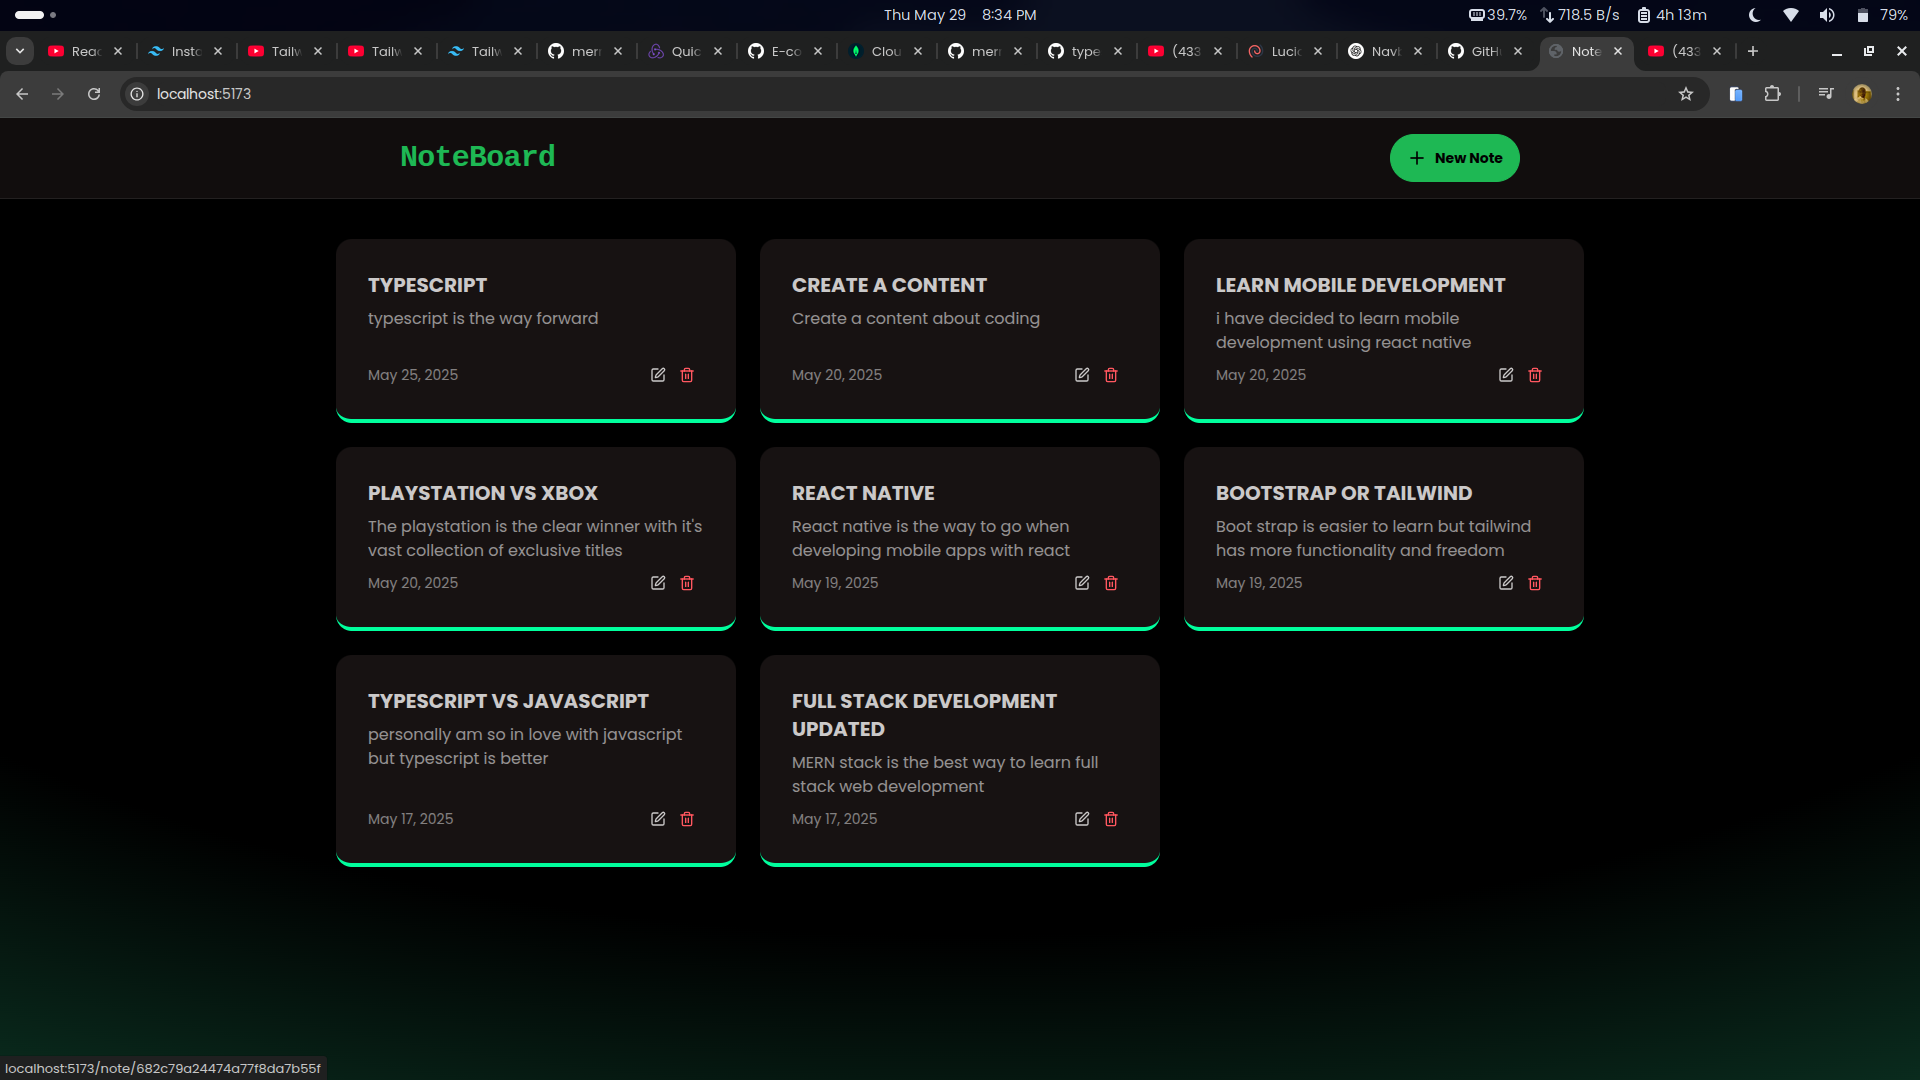 Thu May 29 8:34 PM
39.7% 718.5 B/s 4h 13m 79%
Reac Insta Tailw Tailw Tailw mern Quic E-co Clou mern type (433 Lucid Navb GitH Note (433
localhost:5173
NoteBoard
New Note
TYPESCRIPT
typescript is the way forward
May 25, 2025
CREATE A CONTENT
Create a content about coding
May 20, 2025
LEARN MOBILE DEVELOPMENT
i have decided to learn mobile
development using react native
May 20, 2025
PLAYSTATION VS XBOX
The playstation is the clear winner with it's
vast collection of exclusive titles
May 20, 2025
REACT NATIVE
React native is the way to go when
developing mobile apps with react
May 19, 2025
BOOTSTRAP OR TAILWIND
Boot strap is easier to learn but tailwind
has more functionality and freedom
May 19, 2025
TYPESCRIPT VS JAVASCRIPT
personally am so in love with javascript
but typescript is better
May 17, 2025
FULL STACK DEVELOPMENT
UPDATED
MERN stack is the best way to learn full
stack web development
May 17, 2025
localhost:5173/note/682c79a24474a77f8da7b55f